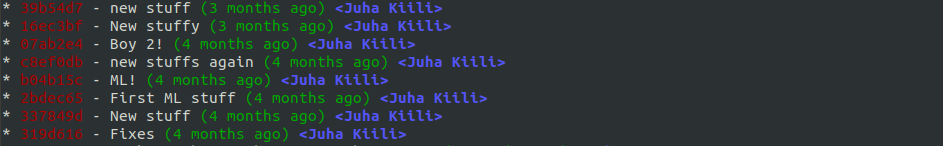 * 39b54d7 - new stuff (3 months ago) <Juha Kiili>
* 16ec3bf - New stuffy (3 months ago) <Juha Kiili>
* 07ab2e4 - Boy 2! (4 months ago) <Juha Kiili>
* c8ef0db - new stuffs again (4 months ago) <Juha Kiili>
* b04b15c - ML! (4 months ago) <Juha Kiili>
* 2bdec65 - First ML stuff (4 months ago) <Juha Kiili>
* 337849d - New stuff (4 months ago) <Juha Kiili>
* 319d616 - Fixes (4 months ago) <Juha Kiili>